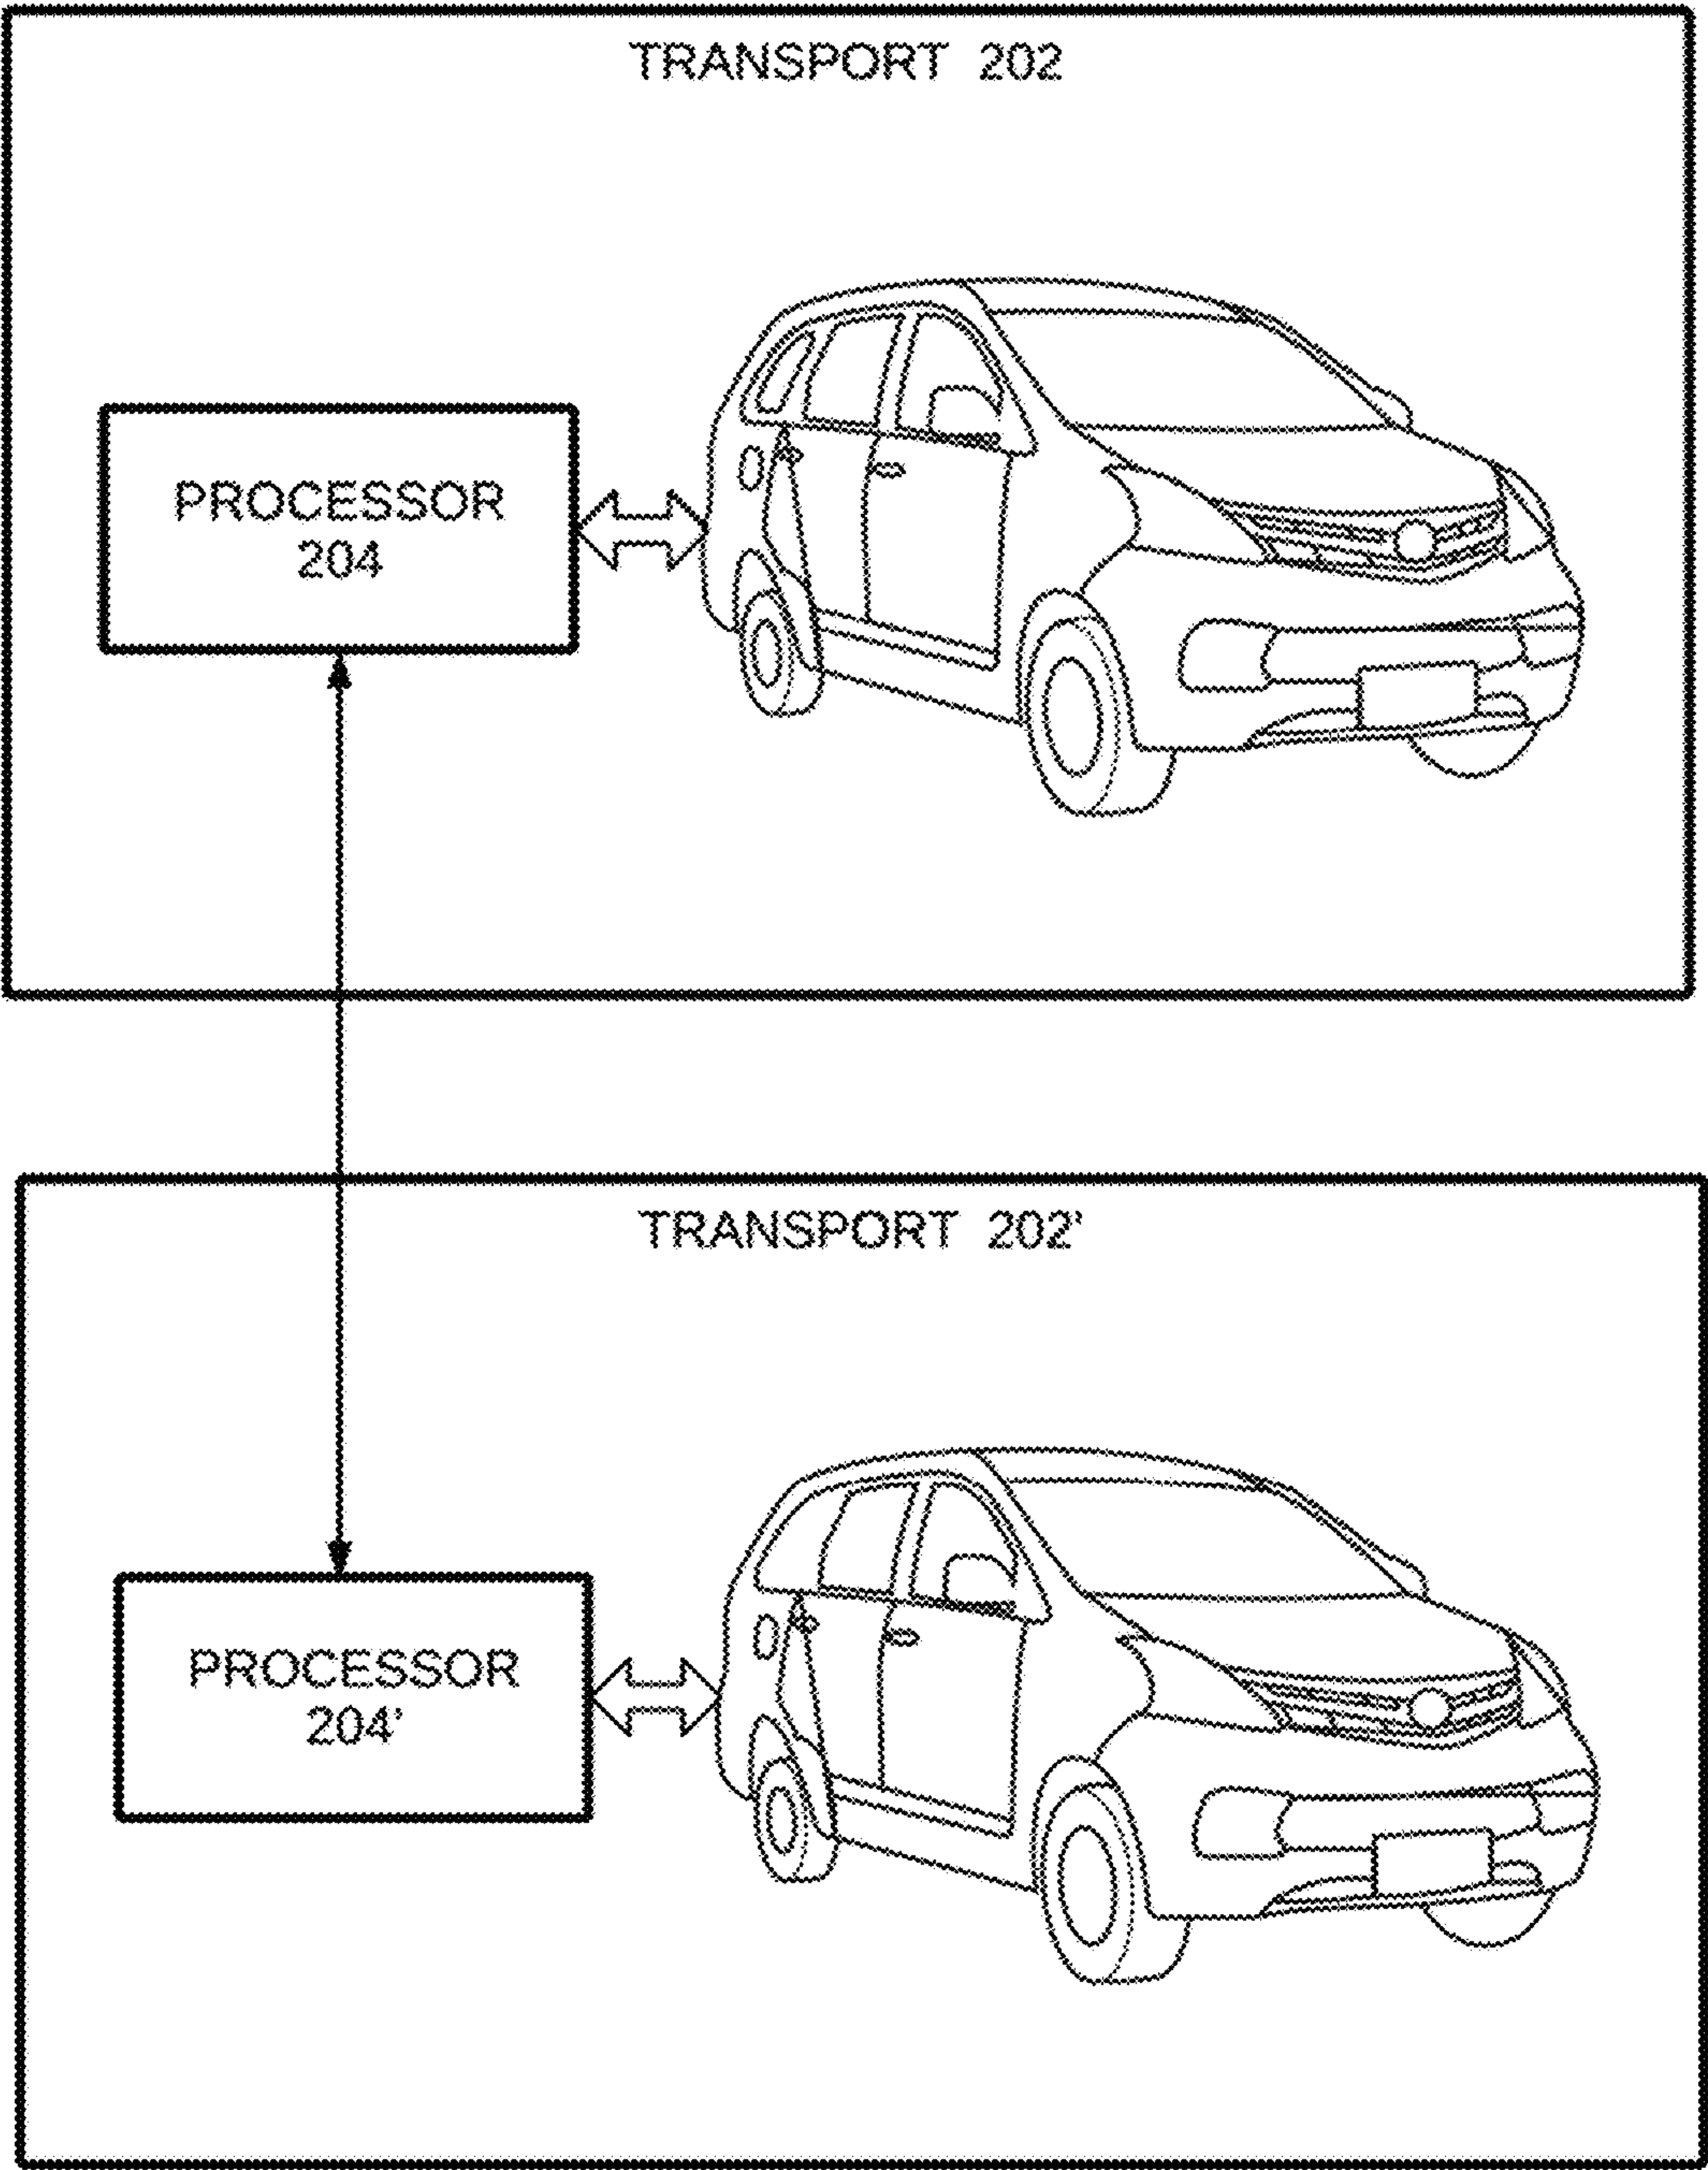 TRANSPORT 202
PROCESSOR
204
TRANSPORT 202'
PROCESSOR
204'